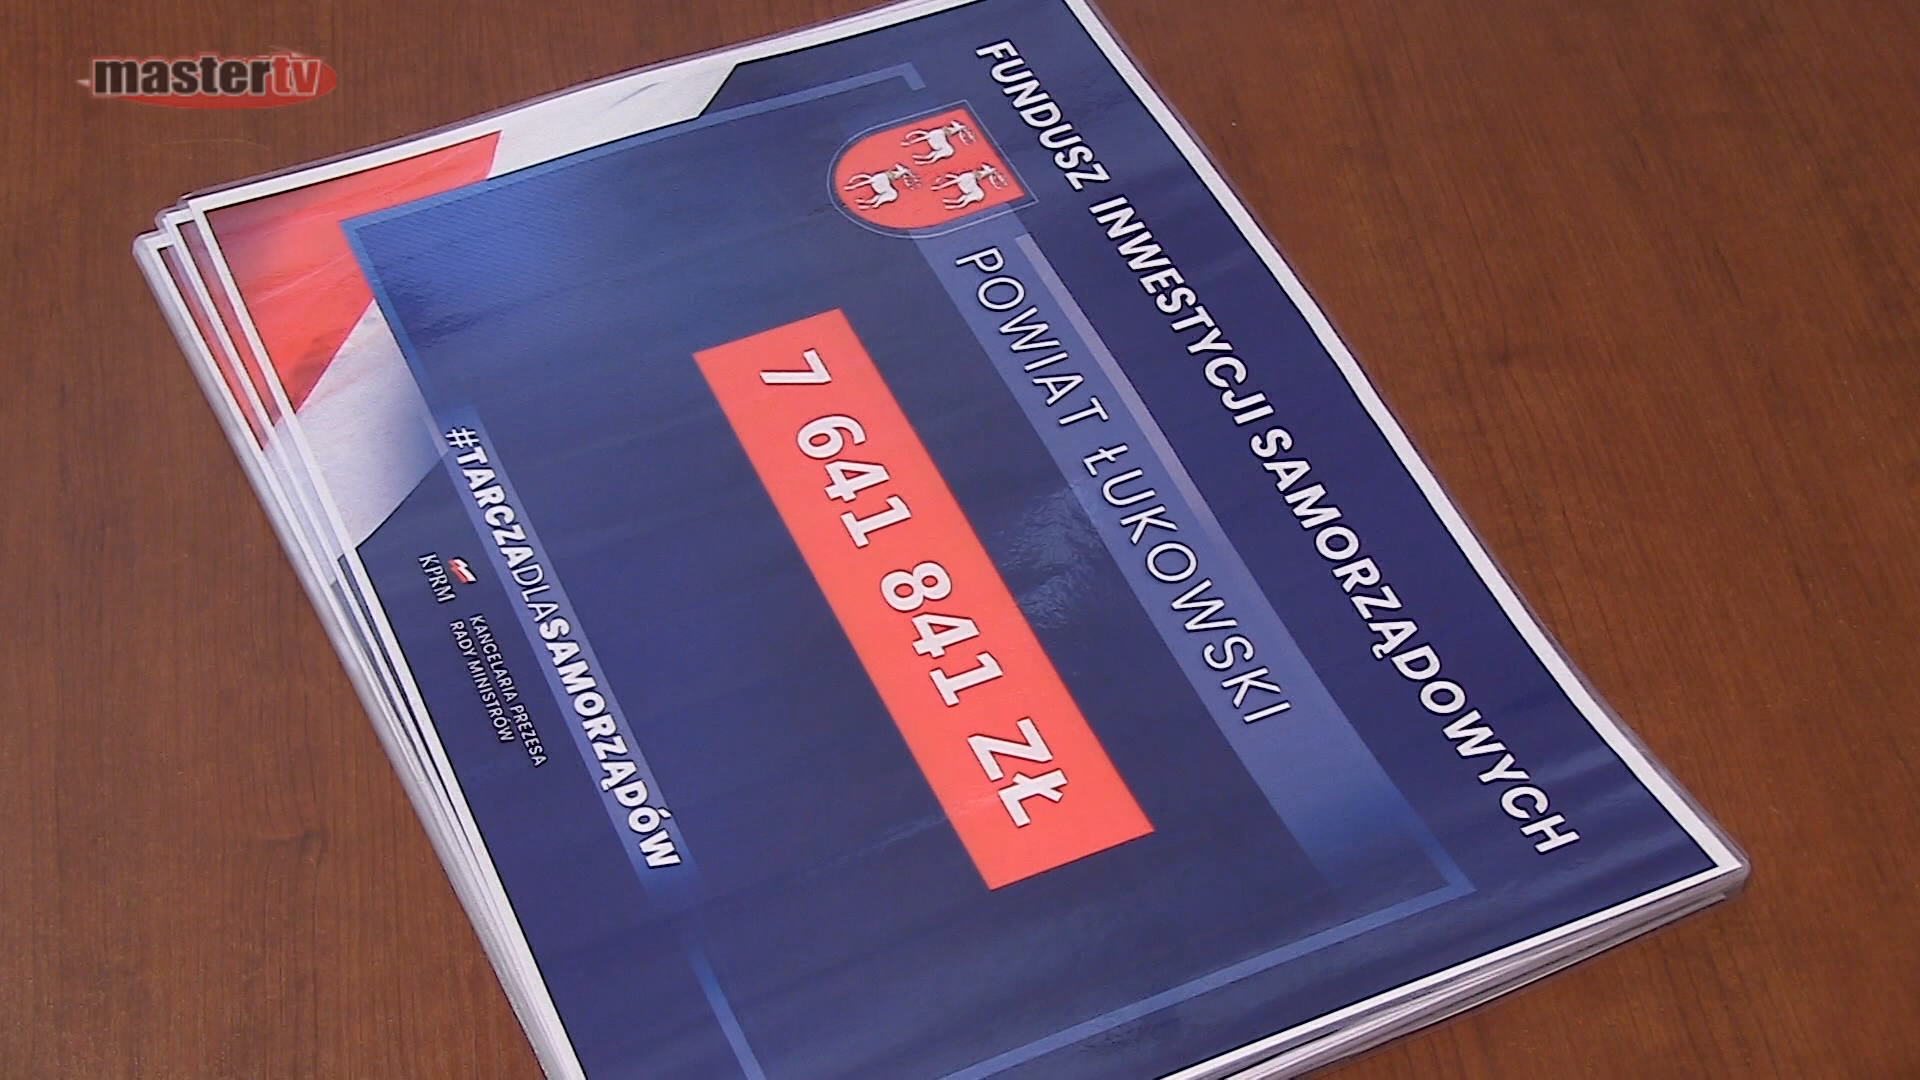 mastertv
FUNDUSZ INWESTYCJI SAMORZĄDOWYCH
POWIAT ŁUKOWSKI
7 641 841 ZŁ
#TARCZADLASAMORZĄDÓW
KPRM
KANCELARIA PREZESA
RADY MINISTRÓW